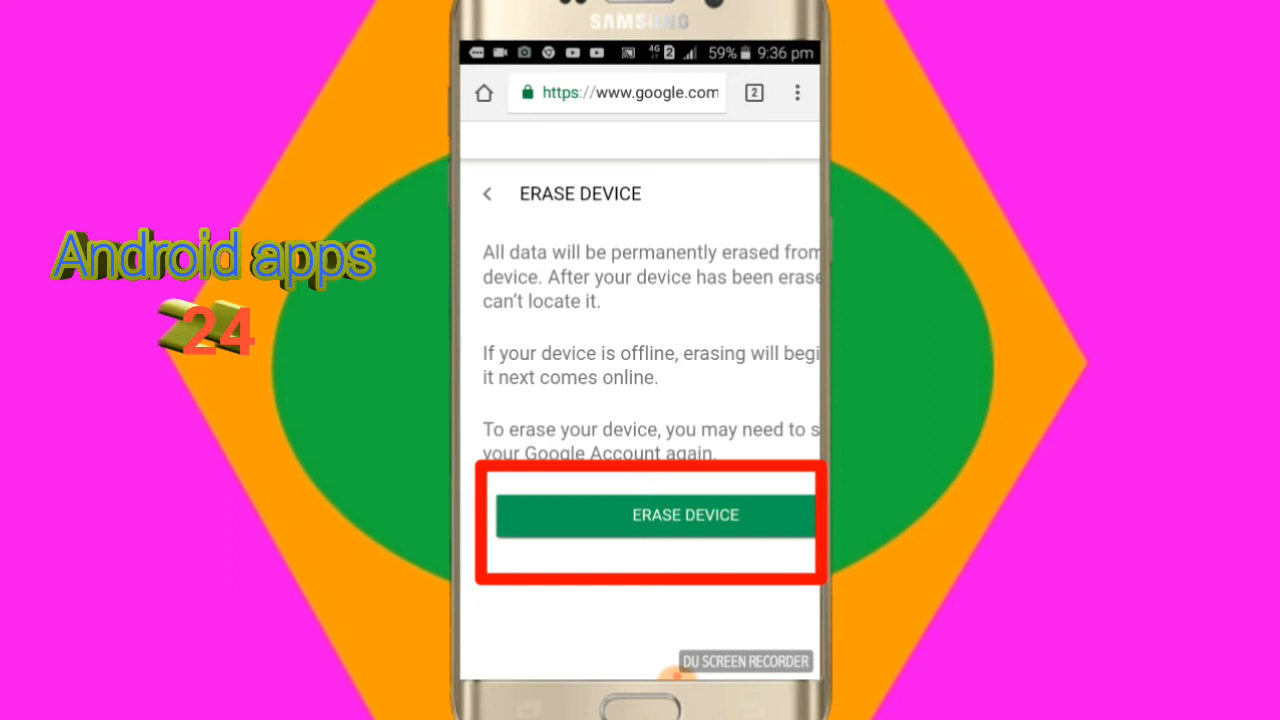 SAMSUNG
4G
2
59%
9:36 pm
https://www.google.com
2
ERASE DEVICE
All data will be permanently erased from
device. After your device has been erase
can't locate it.
If your device is offline, erasing will begi
it next comes online.
To erase your device, you may need to s
your Google Account again.
ERASE DEVICE
DU SCREEN RECORDER
Android apps
24